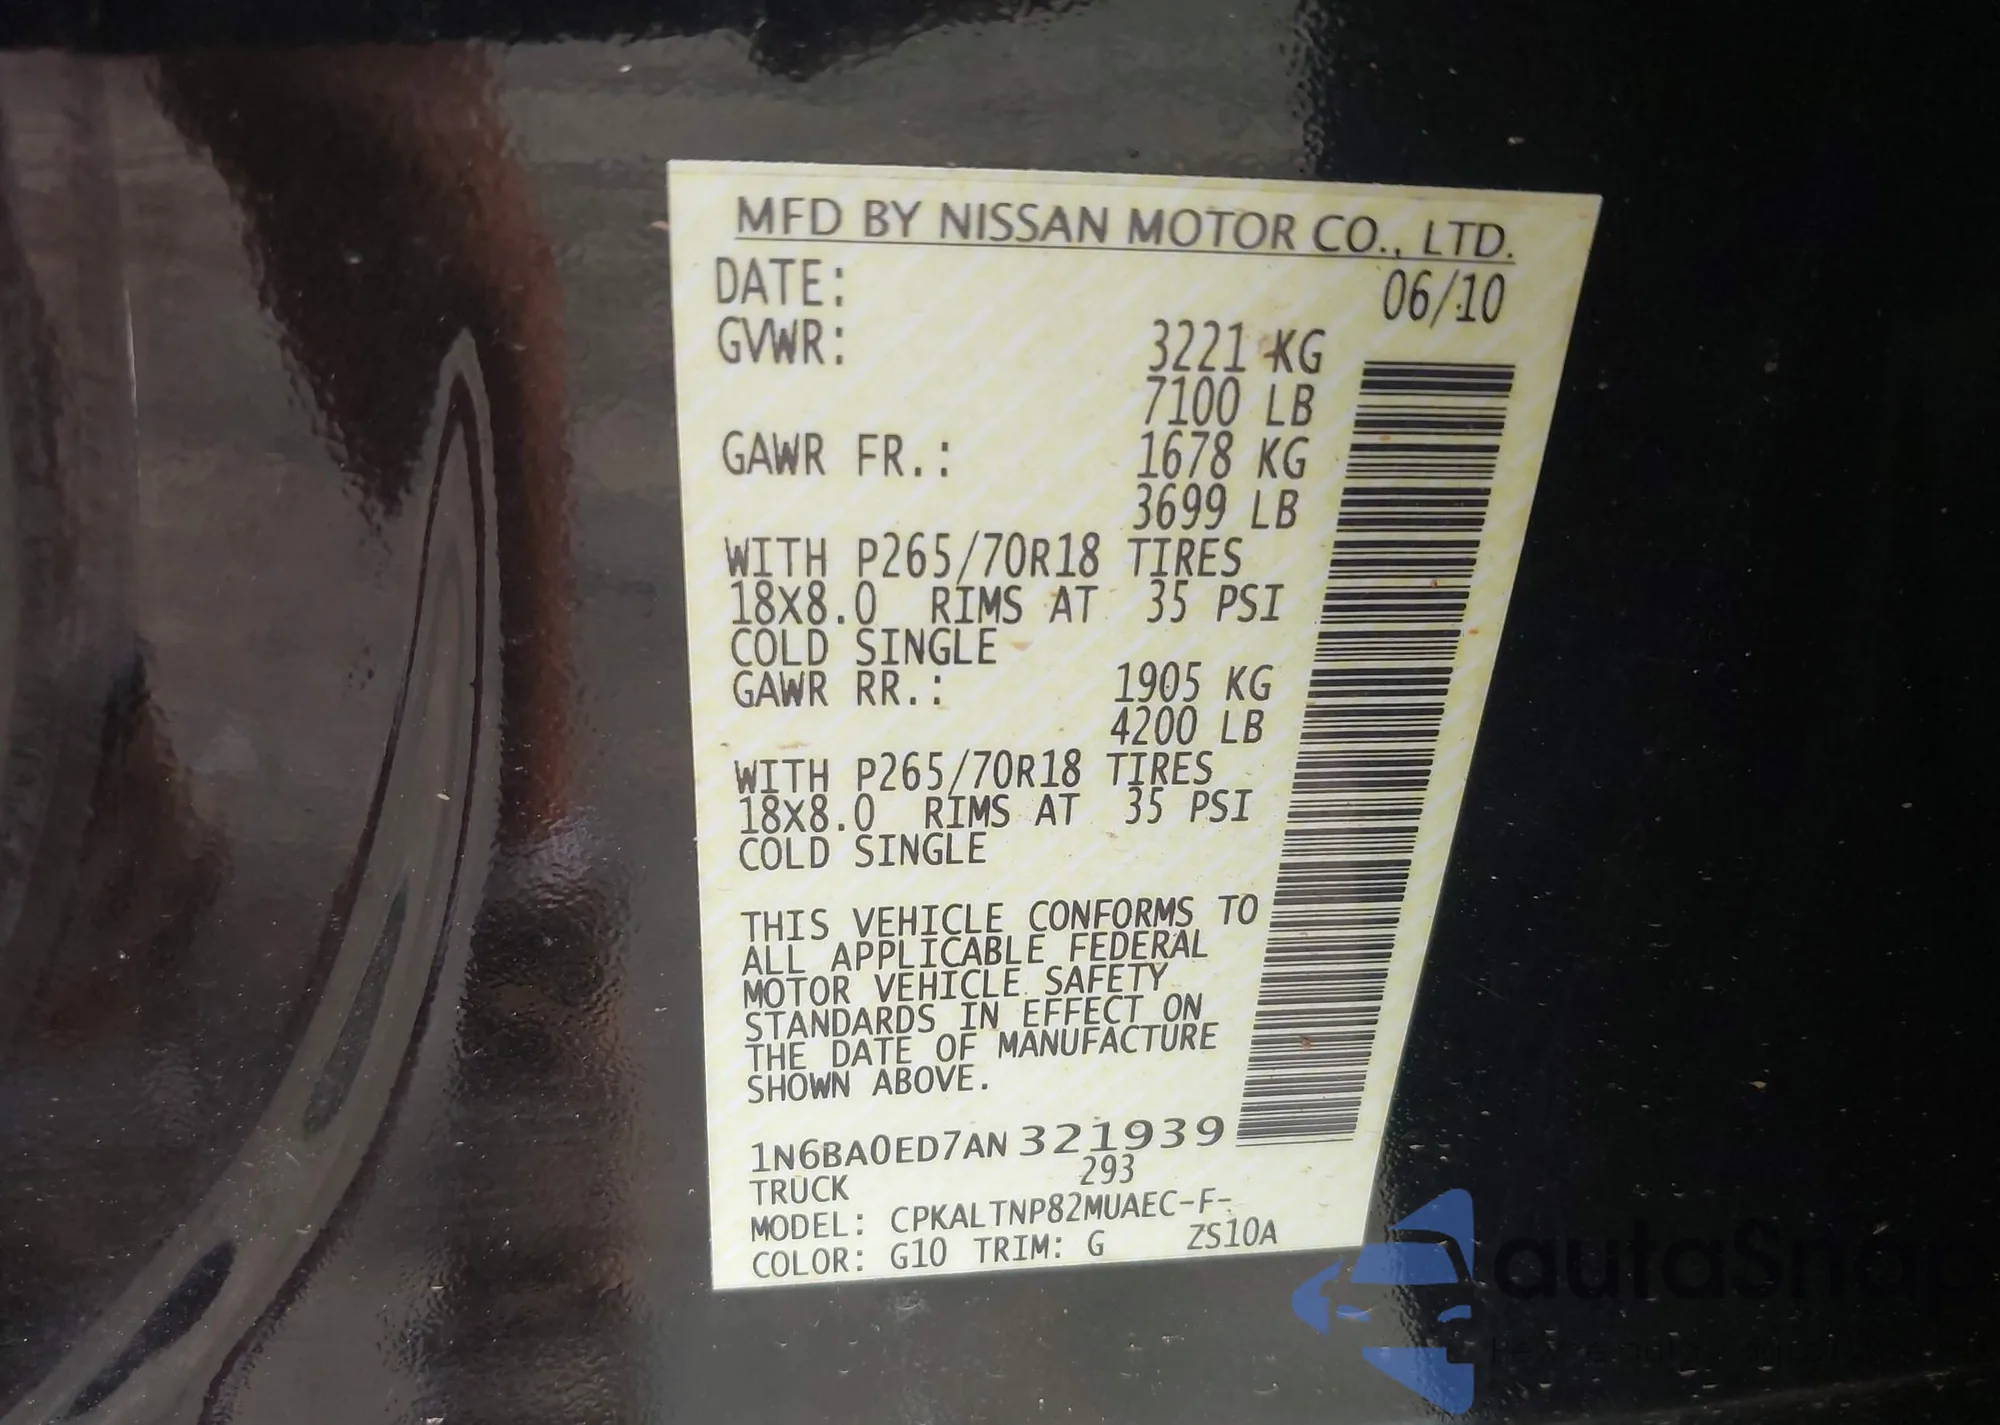 MFD BY NISSAN MOTOR CO., LTD.
DATE: 06/10
GVWR: 3221 KG
7100 LB
GAWR FR.: 1678 KG
3699 LB
WITH P265/70R18 TIRES
18X8.0 RIMS AT 35 PSI
COLD SINGLE
GAWR RR.: 1905 KG
4200 LB
WITH P265/70R18 TIRES
18X8.0 RIMS AT 35 PSI
COLD SINGLE
THIS VEHICLE CONFORMS TO
ALL APPLICABLE FEDERAL
MOTOR VEHICLE SAFETY
STANDARDS IN EFFECT ON
THE DATE OF MANUFACTURE
SHOWN ABOVE.
1N6BA0ED7AN 321939
TRUCK 293
MODEL: CPKALTNP82MUAEC-F-
COLOR: G10 TRIM: G ZS10A
autaSnap